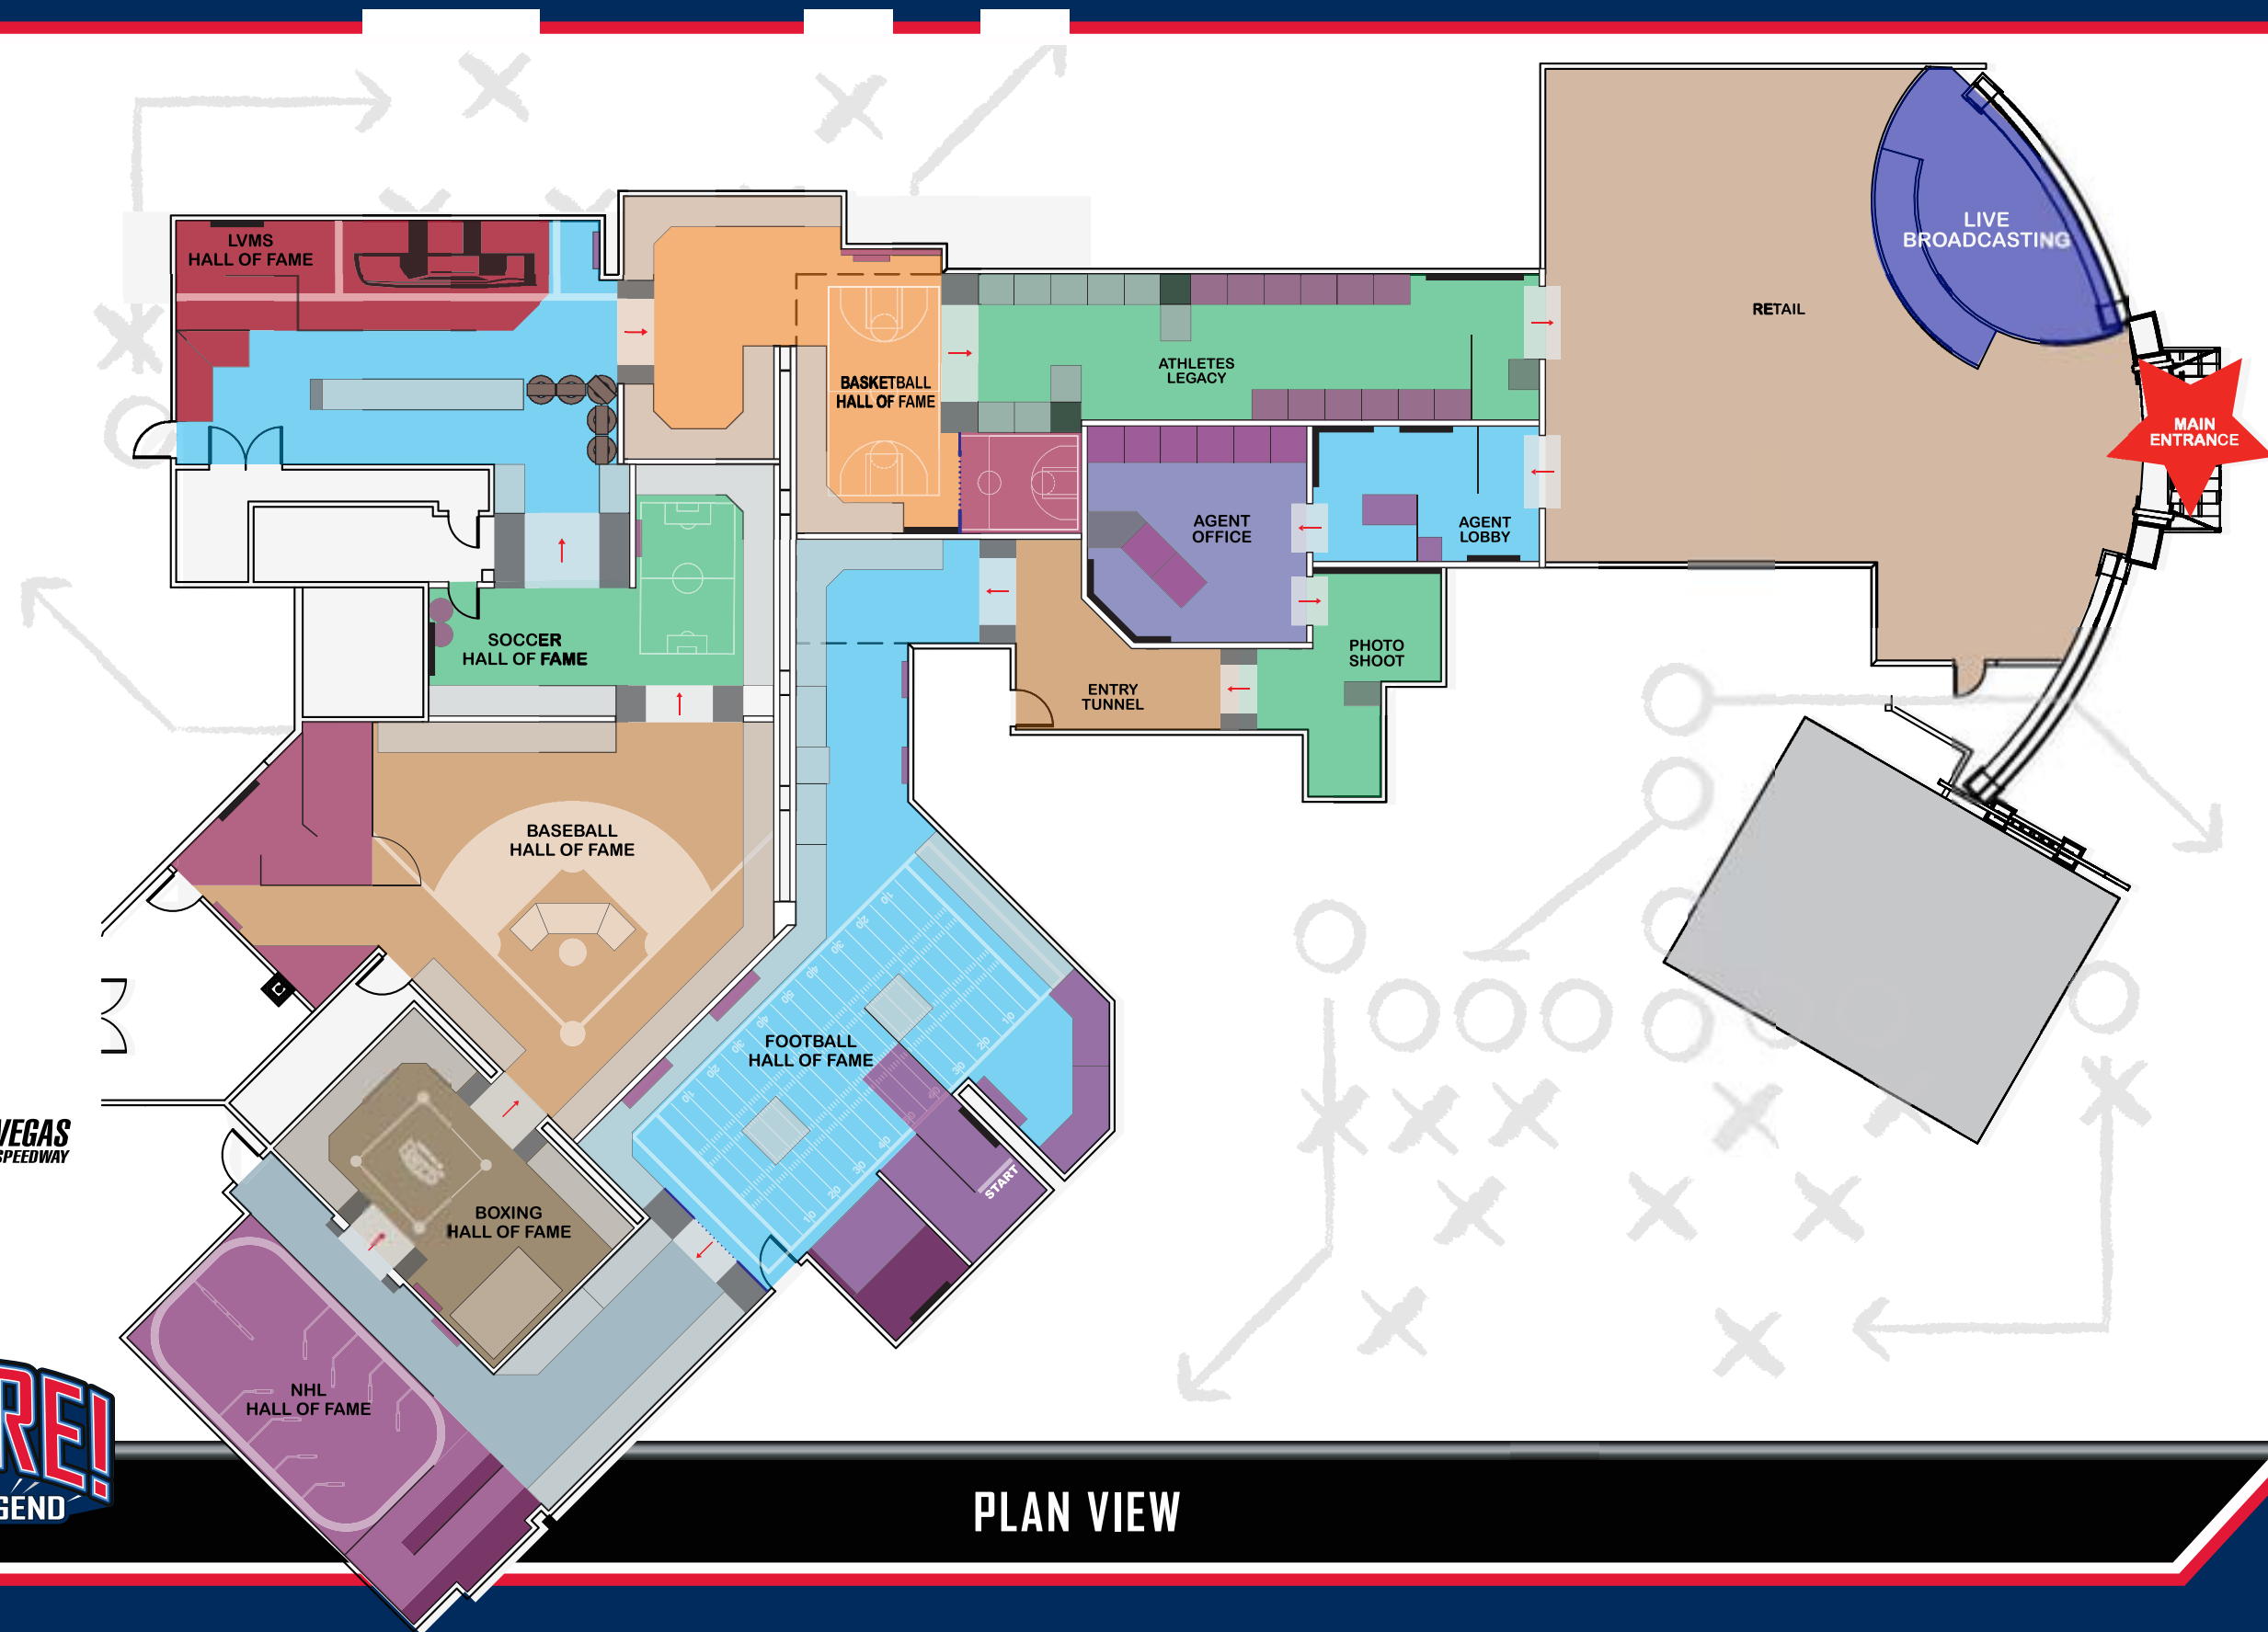 LVMS
HALL OF FAME
LIVE
BROADCASTING
RETAIL
ATHLETES
LEGACY
BASKETBALL
HALL OF FAME
MAIN
ENTRANCE
AGENT
OFFICE
AGENT
LOBBY
SOCCER
HALL OF FAME
PHOTO
SHOOT
ENTRY
TUNNEL
BASEBALL
HALL OF FAME
FOOTBALL
HALL OF FAME
START
VEGAS
SPEEDWAY
BOXING
HALL OF FAME
NHL
HALL OF FAME
RE!
GEND
PLAN VIEW